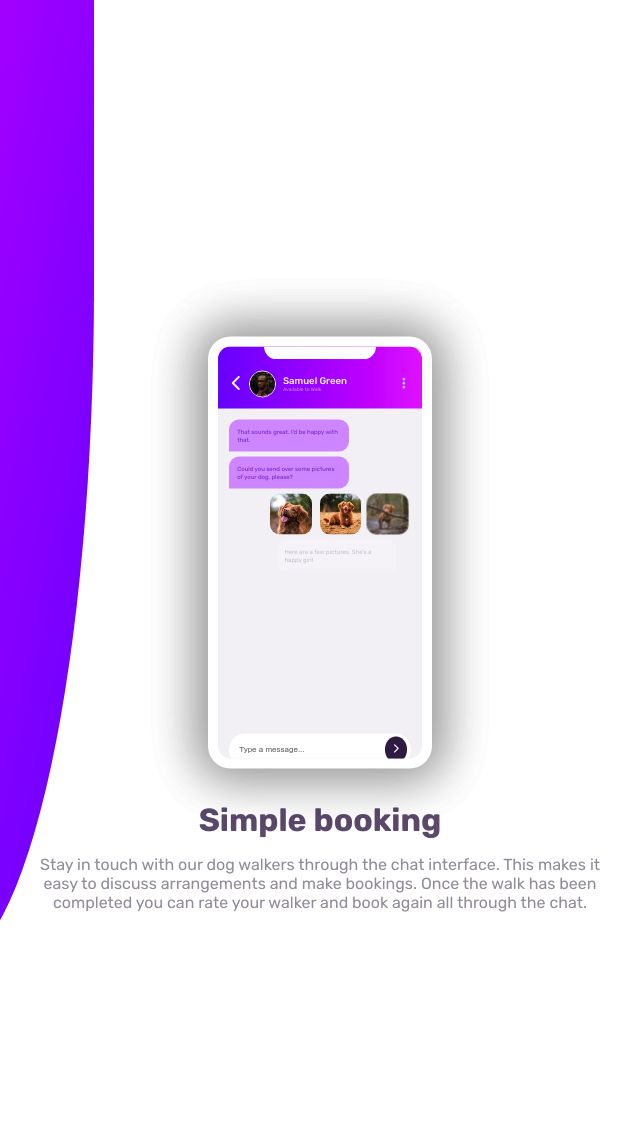 Samuel Green
Available to Walk
That sounds great. I'd be happy with
that.
Could you send over some pictures
of your dog, please?
Here are a few pictures. She's a
happy girl!
Type a message...
Simple booking
Stay in touch with our dog walkers through the chat interface. This makes it
easy to discuss arrangements and make bookings. Once the walk has been
completed you can rate your walker and book again all through the chat.